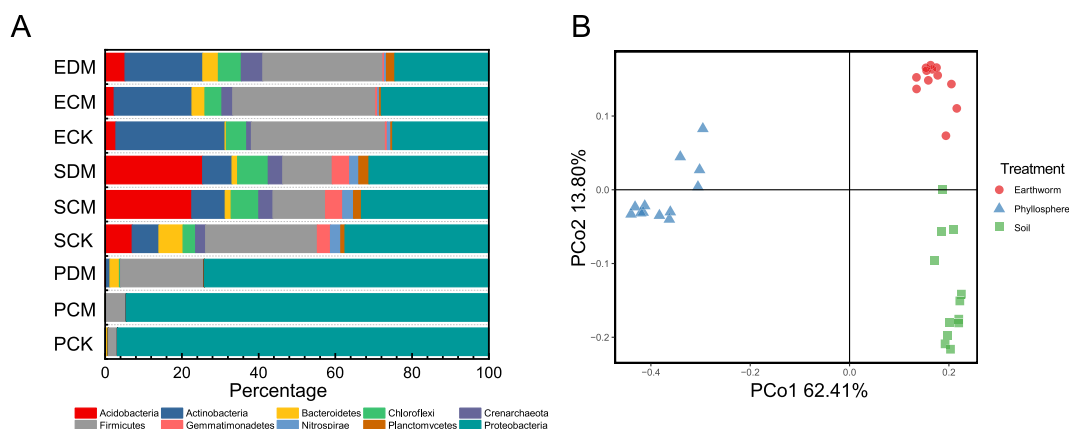 A
EDM
ECM
ECK
SDM
SCM
SCK
PDM
PCM
PCK
0 20 40 60 80 100
Percentage
Acidobacteria Actinobacteria Bacteroidetes Chloroflexi Crenarchaeota
Firmicutes Gemmatimonadetes Nitrospirae Planctomycetes Proteobacteria
B
PCo2 13.80%
0.1
0.0
−0.1
−0.2
−0.4 −0.2 0.0 0.2
PCo1 62.41%
Treatment
Earthworm
Phyllosphere
Soil